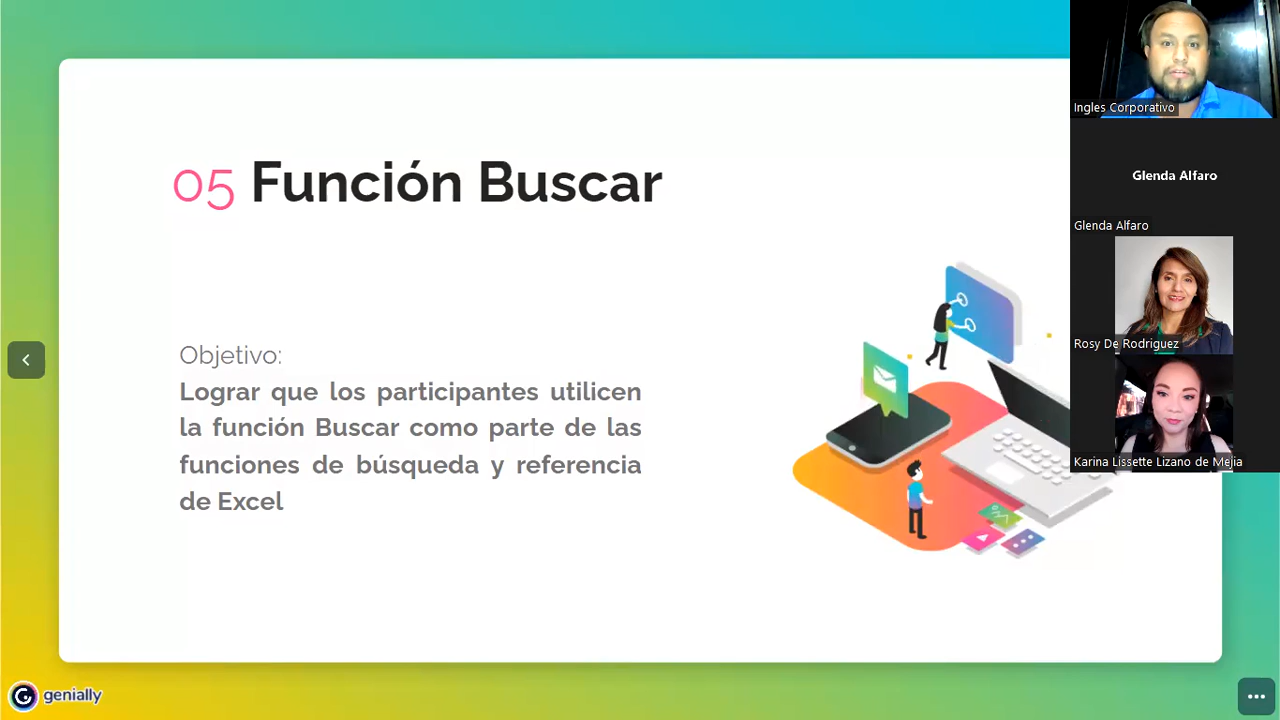 05 Función Buscar
Objetivo:
Lograr que los participantes utilicen
la función Buscar como parte de las
funciones de búsqueda y referencia
de Excel
Ingles Corporativo
Glenda Alfaro
Glenda Alfaro
Rosy De Rodriguez
Karina Lissette Lizano de Mejia
genially